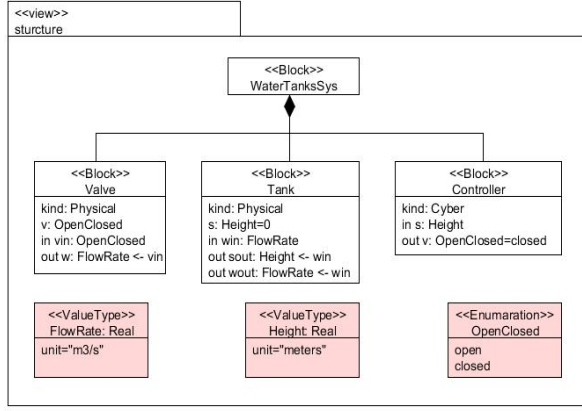 <<view>>
sturcture
<<Block>>
WaterTanksSys
<<Block>>
Valve
kind: Physical
v: OpenClosed
in vin: OpenClosed
out w: FlowRate <- vin
<<Block>>
Tank
kind: Physical
s: Height=0
in win: FlowRate
out sout: Height <- win
out wout: FlowRate <- win
<<Block>>
Controller
kind: Cyber
in s: Height
out v: OpenClosed=closed
<<ValueType>>
FlowRate: Real
unit="m3/s"
<<ValueType>>
Height: Real
unit="meters"
<<Enumaration>>
OpenClosed
open
closed